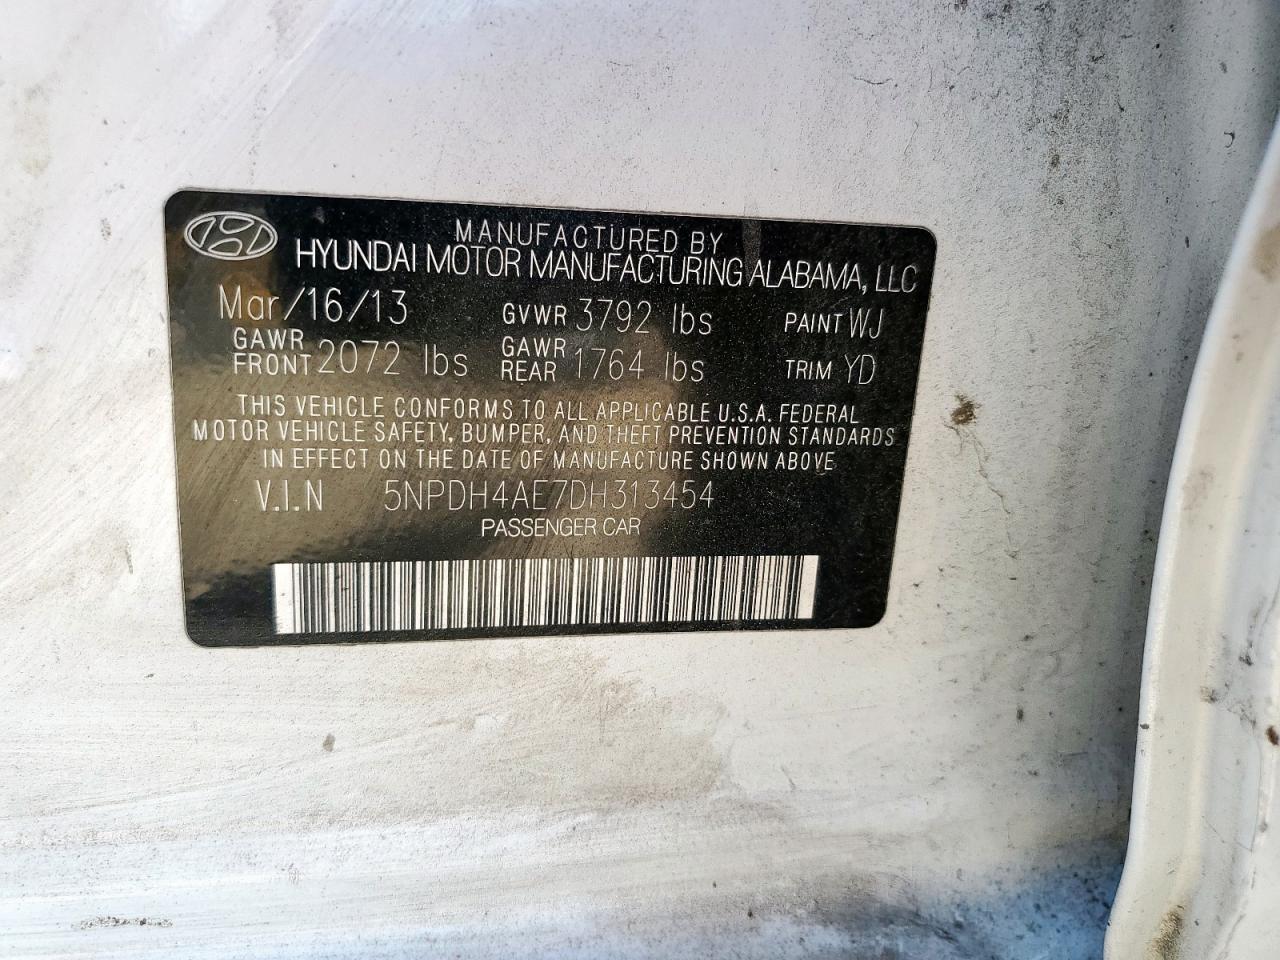 MANUFACTURED BY
HYUNDAI MOTOR MANUFACTURING ALABAMA, LLC
Mar/16/13 GVWR 3792 lbs PAINT WJ
GAWR FRONT 2072 lbs GAWR REAR 1764 lbs TRIM YD
THIS VEHICLE CONFORMS TO ALL APPLICABLE U.S.A. FEDERAL
MOTOR VEHICLE SAFETY, BUMPER, AND THEFT PREVENTION STANDARDS
IN EFFECT ON THE DATE OF MANUFACTURE SHOWN ABOVE
V.I.N 5NPDH4AE7DH313454
PASSENGER CAR